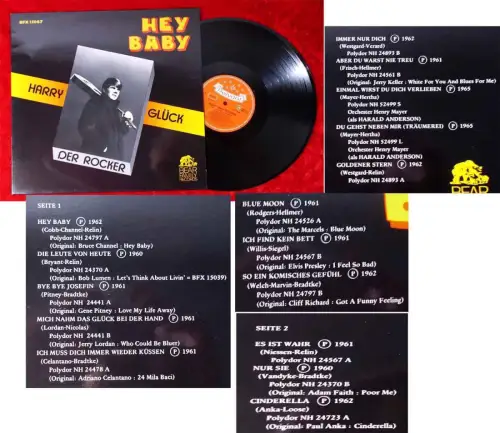 BFX 15087
HEY
BABY
HARRY
GLÜCK
DER ROCKER
IMMER NUR DICH Ⓟ 1962
(Westgard-Verard)
Polydor NH 24893 B
ABER DU WARST NIE TREU Ⓟ 1961
(Frisch-Hellmer)
Polydor NH 24561 B
(Original: Jerry Keller : White For You And Blues For Me)
EINMAL WIRST DU DICH VERLIEBEN Ⓟ 1965
(Mayer-Hertha)
Polydor NH 52499 S
Orchester Henry Mayer
(als HARALD ANDERSON)
DU GEHST NEBEN MIR (TRÄUMEREI) Ⓟ 1965
(Mayer-Hertha)
Polydor NH 52499 L
Orchester Henry Mayer
(als HARALD ANDERSON)
GOLDENER STERN Ⓟ 1962
(Westgard-Relin)
Polydor NH 24893 A
BEAR
SEITE 1
HEY BABY Ⓟ 1962
(Cobb-Channel-Relin)
Polydor NH 24797 A
(Original: Bruce Channel : Hey Baby)
DIE LEUTE VON HEUTE Ⓟ 1960
(Bryant-Relin)
Polydor NH 24370 A
(Original: Bob Lumen : Let's Think About Livin' = BFX 15039)
BYE BYE JOSEFIN Ⓟ 1961
(Pitney-Bradtke)
Polydor NH 24441 A
(Original: Gene Pitney : Love My Life Away)
MICH NAHM DAS GLÜCK BEI DER HAND Ⓟ 1961
(Lordan-Nicolas)
Polydor NH 24441 B
(Original: Jerry Lordan : Who Could Be Bluer)
ICH MUSS DICH IMMER WIEDER KÜSSEN Ⓟ 1961
(Celantano-Bradtke)
Polydor NH 24478 A
(Original: Adriano Celantano : 24 Mila Baci)
BLUE MOON Ⓟ 1961
(Rodgers-Hellmer)
Polydor NH 24526 A
(Original: The Marcels : Blue Moon)
ICH FIND KEIN BETT Ⓟ 1961
(Willis-Siegel)
Polydor NH 24567 B
(Original: Elvis Presley : I Feel So Bad)
SO EIN KOMISCHES GEFÜHL Ⓟ 1962
(Welch-Marvin-Bradtke)
Polydor NH 24797 B
(Original: Cliff Richard : Got A Funny Feeling)
SEITE 2
ES IST WAHR Ⓟ 1961
(Niessen-Relin)
Polydor NH 24567 A
NUR SIE Ⓟ 1960
(Vandyke-Bradtke)
Polydor NH 24370 B
(Original: Adam Faith : Poor Me)
CINDERELLA Ⓟ 1962
(Anka-Loose)
Polydor NH 24723 A
(Original: Paul Anka : Cinderella)